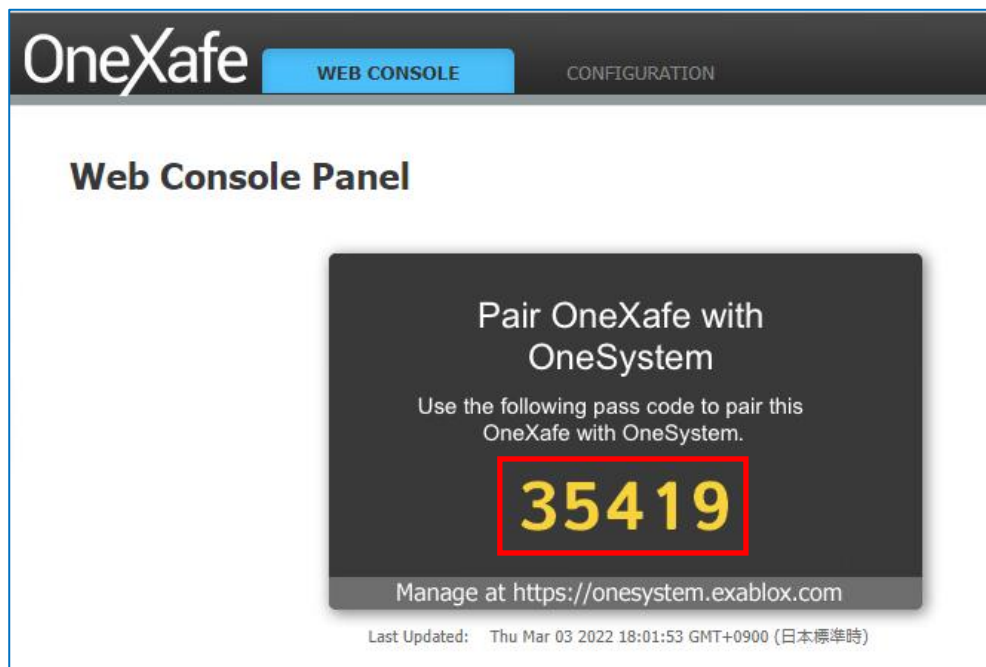 OneXafe
WEB CONSOLE
CONFIGURATION
Web Console Panel
Pair OneXafe with
OneSystem
Use the following pass code to pair this
OneXafe with OneSystem.
35419
Manage at https://onesystem.exablox.com
Last Updated: Thu Mar 03 2022 18:01:53 GMT+0900 (日本標準時)